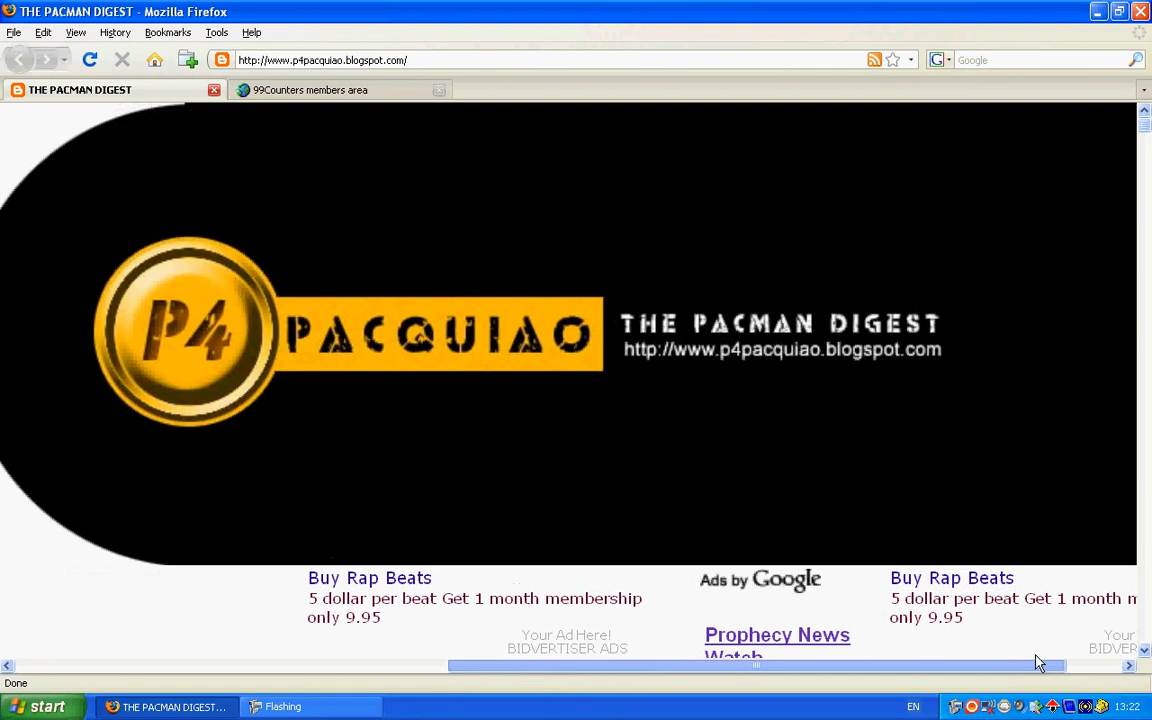 THE PACMAN DIGEST - Mozilla Firefox
File Edit View History Bookmarks Tools Help
http://www.p4pacquiao.blogspot.com/
Google
THE PACMAN DIGEST
99Counters members area
P4
PACQUIAO
THE PACMAN DIGEST
http://www.p4pacquiao.blogspot.com
Buy Rap Beats
5 dollar per beat Get 1 month membership
only 9.95
Your Ad Here!
BIDVERTISER ADS
Ads by Google
Prophecy News
Watch
Buy Rap Beats
5 dollar per beat Get 1 month m
only 9.95
Your
BIDVER
Done
start
THE PACMAN DIGEST...
Flashing
EN
13:22